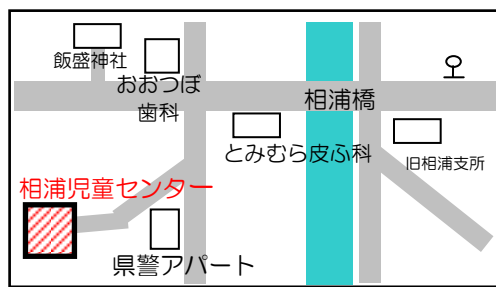 飯盛神社
おおつぼ
歯科
相浦橋
とみむら皮ふ科
旧相浦支所
相浦児童センター
県警アパート